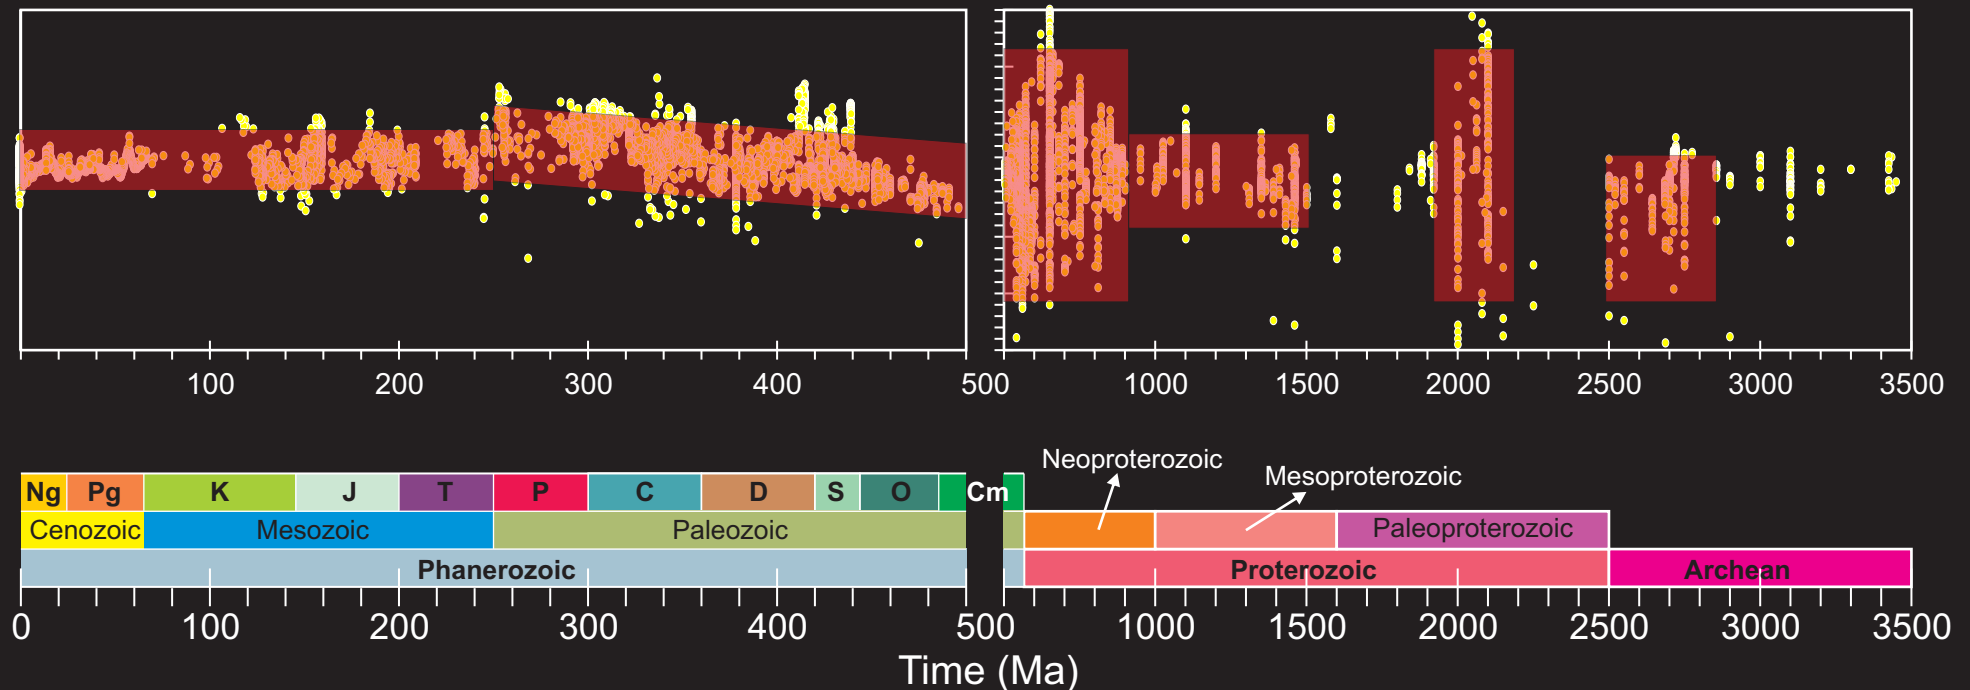 100 200 300 400 500 1000 1500 2000 2500 3000 3500
Neoproterozoic
Mesoproterozoic
Ng Pg K J T P C D S O Cm
Cenozoic Mesozoic Paleozoic Paleoproterozoic
Phanerozoic Proterozoic Archean
0 100 200 300 400 500 1000 1500 2000 2500 3000 3500
Time (Ma)